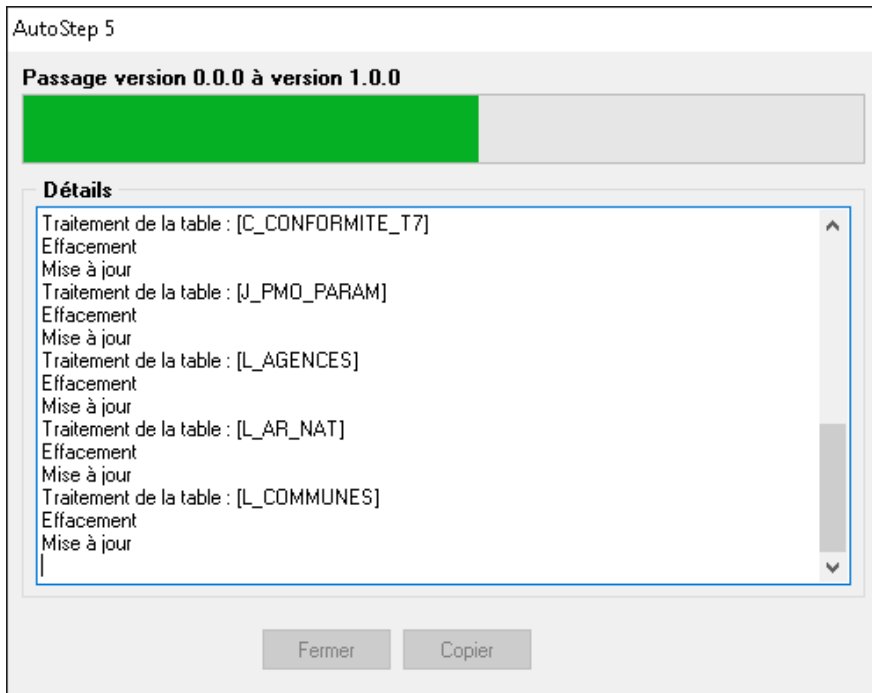 AutoStep 5
Passage version 0.0.0 à version 1.0.0
Détails
Traitement de la table : [C_CONFORMITE_T7]
Effacement
Mise à jour
Traitement de la table : [J_PMO_PARAM]
Effacement
Mise à jour
Traitement de la table : [L_AGENCES]
Effacement
Mise à jour
Traitement de la table : [L_AR_NAT]
Effacement
Mise à jour
Traitement de la table : [L_COMMUNES]
Effacement
Mise à jour
Fermer Copier